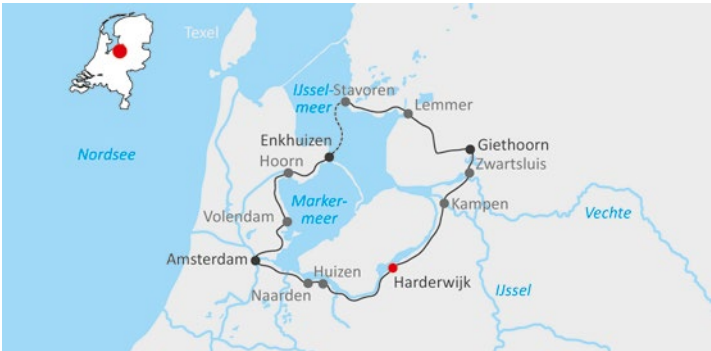 Texel
IJssel-
meer
Stavoren
Lemmer
Nordsee
Enkhuizen
Hoorn
Giethoorn
Zwartsluis
Marker-
meer
Volendam
Kampen
Vechte
Amsterdam
Huizen
Naarden
Harderwijk
IJssel